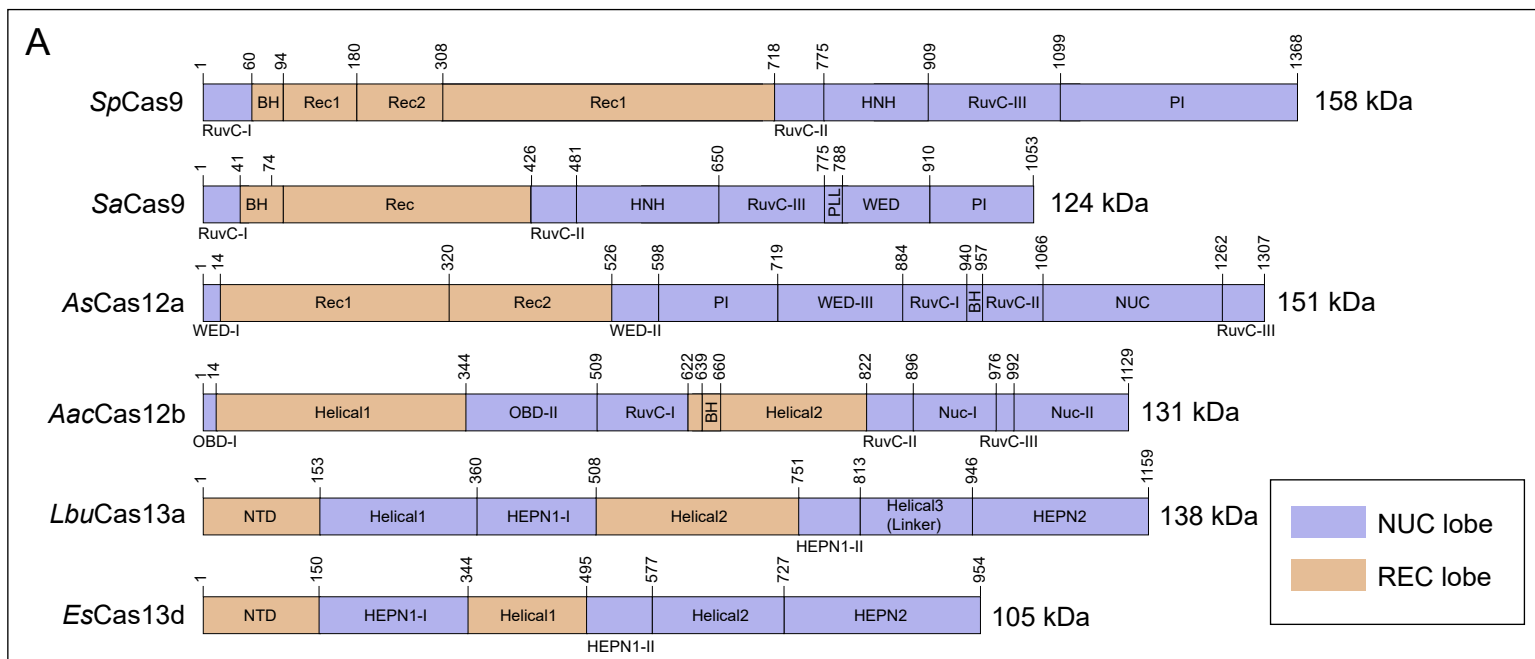 A
1 60 94 180 308 718 775 909 1099 1368
SpCas9 BH Rec1 Rec2 Rec1 HNH RuvC-III PI 158 kDa
RuvC-I RuvC-II
1 41 74 426 481 650 775 788 910 1053
SaCas9 BH Rec HNH RuvC-III PLL WED PI 124 kDa
RuvC-I RuvC-II
1 14 320 526 598 719 884 940 957 1066 1262 1307
AsCas12a Rec1 Rec2 PI WED-III RuvC-I BH RuvC-II NUC 151 kDa
WED-I WED-II RuvC-III
1 14 344 509 622 639 660 822 896 976 992 1129
AacCas12b Helical1 OBD-II RuvC-I BH Helical2 Nuc-I Nuc-II 131 kDa
OBD-I RuvC-II RuvC-III
1 153 360 508 751 813 946 1159
LbuCas13a NTD Helical1 HEPN1-I Helical2 Helical3 HEPN2 138 kDa
(Linker)
HEPN1-II
1 150 344 495 577 727 954
EsCas13d NTD HEPN1-I Helical1 Helical2 HEPN2 105 kDa
HEPN1-II
NUC lobe
REC lobe